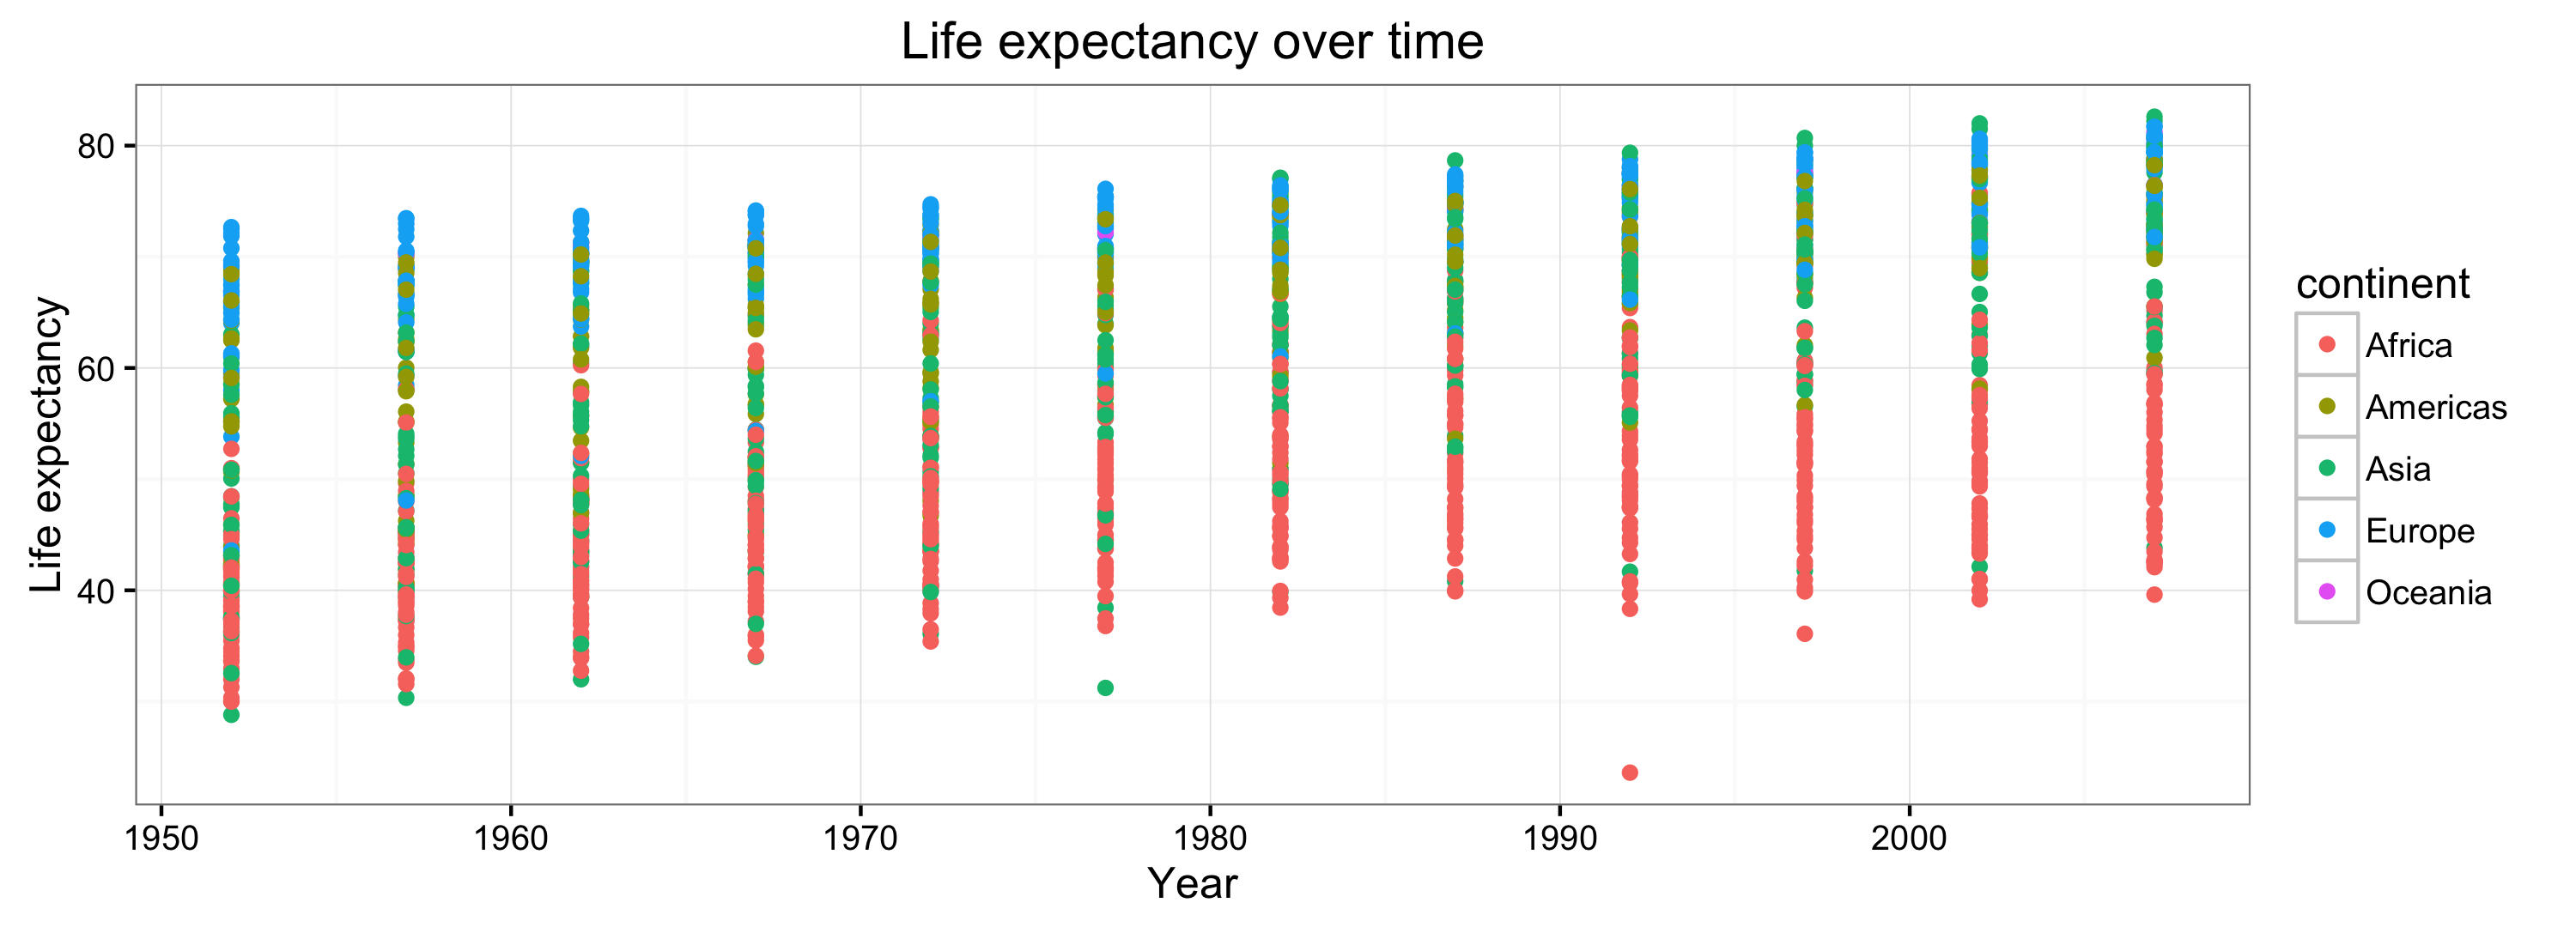 Life expectancy over time
Life expectancy
80
60
40
1950 1960 1970 1980 1990 2000
Year
continent
Africa
Americas
Asia
Europe
Oceania